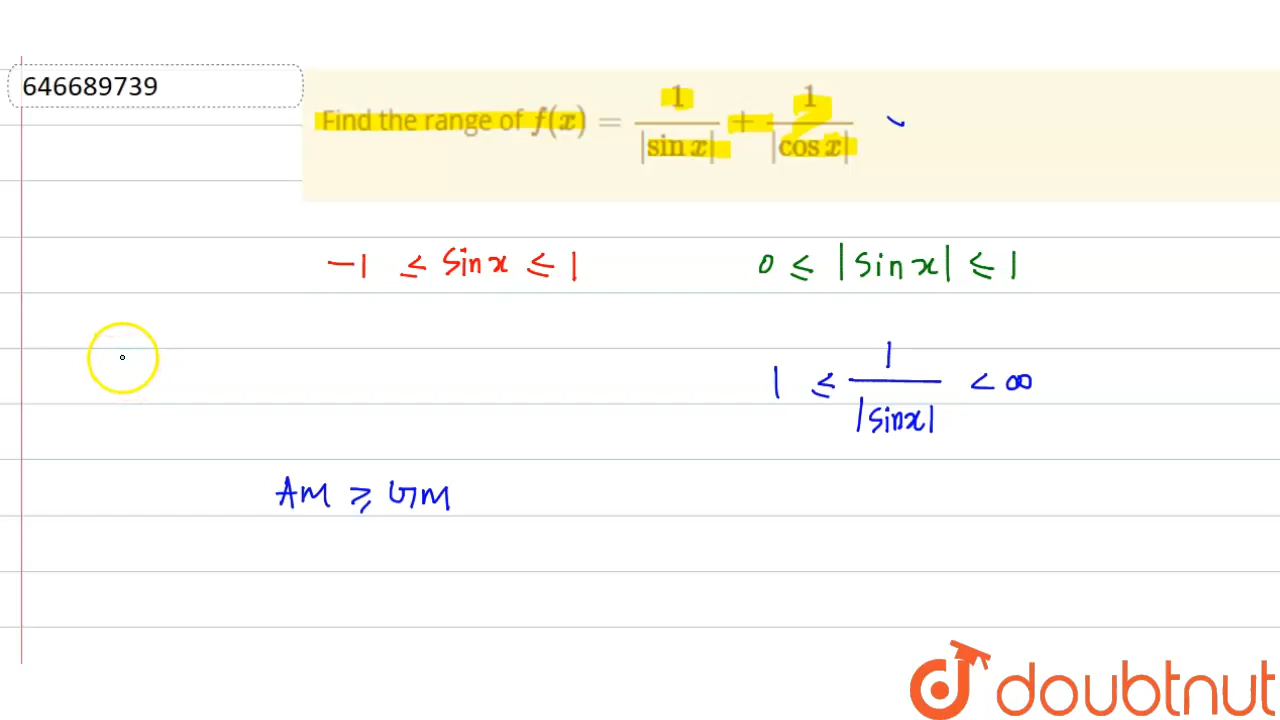 646689739
Find the range of f(x) = 1/|sin x| + 1/|cos x|
-1 ≤ Sin x ≤ 1
0 ≤ |Sin x| ≤ 1
1 ≤ 1/|Sinx| < ∞
AM ≥ GM
doubtnut